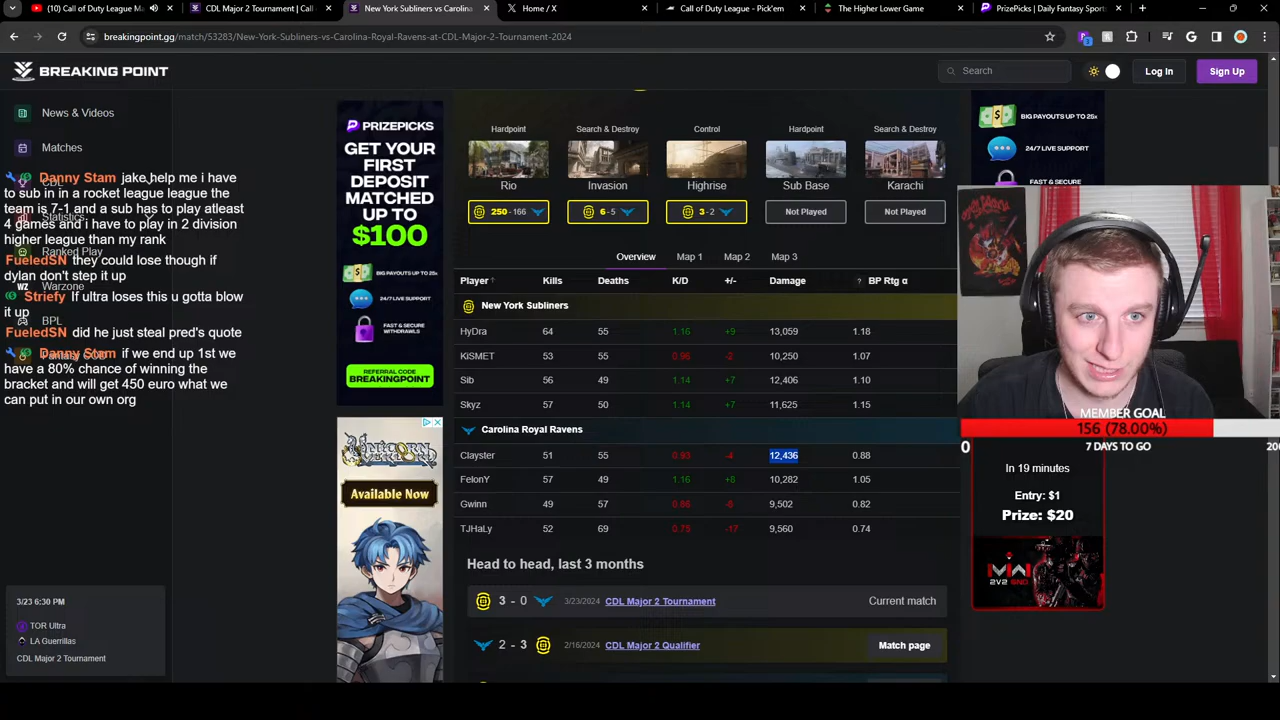 (10) Call of Duty League Ma
CDL Major 2 Tournament | Call
New York Subliners vs Carolina
Home / X
Call of Duty League - Pick'em
The Higher Lower Game
PrizePicks | Daily Fantasy Sports
breakingpoint.gg/match/53283/New-York-Subliners-vs-Carolina-Royal-Ravens-at-CDL-Major-2-Tournament-2024
BREAKING POINT
Search
Log In
Sign Up
News & Videos
Matches
CDL
Statistics
Ranked Play
Warzone
BPL
Danny Stam jake help me i have
to sub in in a rocket league league the
team is 7-1 and a sub has to play atleast
4 games and i have to play in 2 division
higher league than my rank
FueledSN they could lose though if
dylan don't step it up
Striefy If ultra loses this u gotta blow
it up
FueledSN did he just steal pred's quote
Danny Stam if we end up 1st we
have a 80% chance of winning the
bracket and will get 450 euro what we
can put in our own org
3/23 6:30 PM
TOR Ultra
LA Guerrillas
CDL Major 2 Tournament
PRIZEPICKS
GET YOUR
FIRST
DEPOSIT
MATCHED
UP TO
$100
BIG PAYOUTS UP TO 25x
24/7 LIVE SUPPORT
FAST & SECURE
WITHDRAWLS
REFERRAL CODE
BREAKINGPOINT
UNICORN
Available Now
Hardpoint Search & Destroy Control Hardpoint Search & Destroy
Rio Invasion Highrise Sub Base Karachi
250 - 166 6 - 5 3 - 2 Not Played Not Played
Overview Map 1 Map 2 Map 3
Player Kills Deaths K/D +/- Damage ? BP Rtg α
New York Subliners
HyDra 64 55 1.16 +9 13,059 1.18
KiSMET 53 55 0.96 -2 10,250 1.07
Sib 56 49 1.14 +7 12,406 1.10
Skyz 57 50 1.14 +7 11,625 1.15
Carolina Royal Ravens
Clayster 51 55 0.93 -4 12,436 0.88
FelonY 57 49 1.16 +8 10,282 1.05
Gwinn 49 57 0.86 -8 9,502 0.82
TJHaLy 52 69 0.75 -17 9,560 0.74
Head to head, last 3 months
3 - 0 3/23/2024 CDL Major 2 Tournament Current match
2 - 3 2/16/2024 CDL Major 2 Qualifier Match page
BIG PAYOUTS UP TO 25x
24/7 LIVE SUPPORT
FAST &
MEMBER GOAL
156 (78.00%)
0
7 DAYS TO GO
In 19 minutes
Entry: $1
Prize: $20
MW
2V2 SND